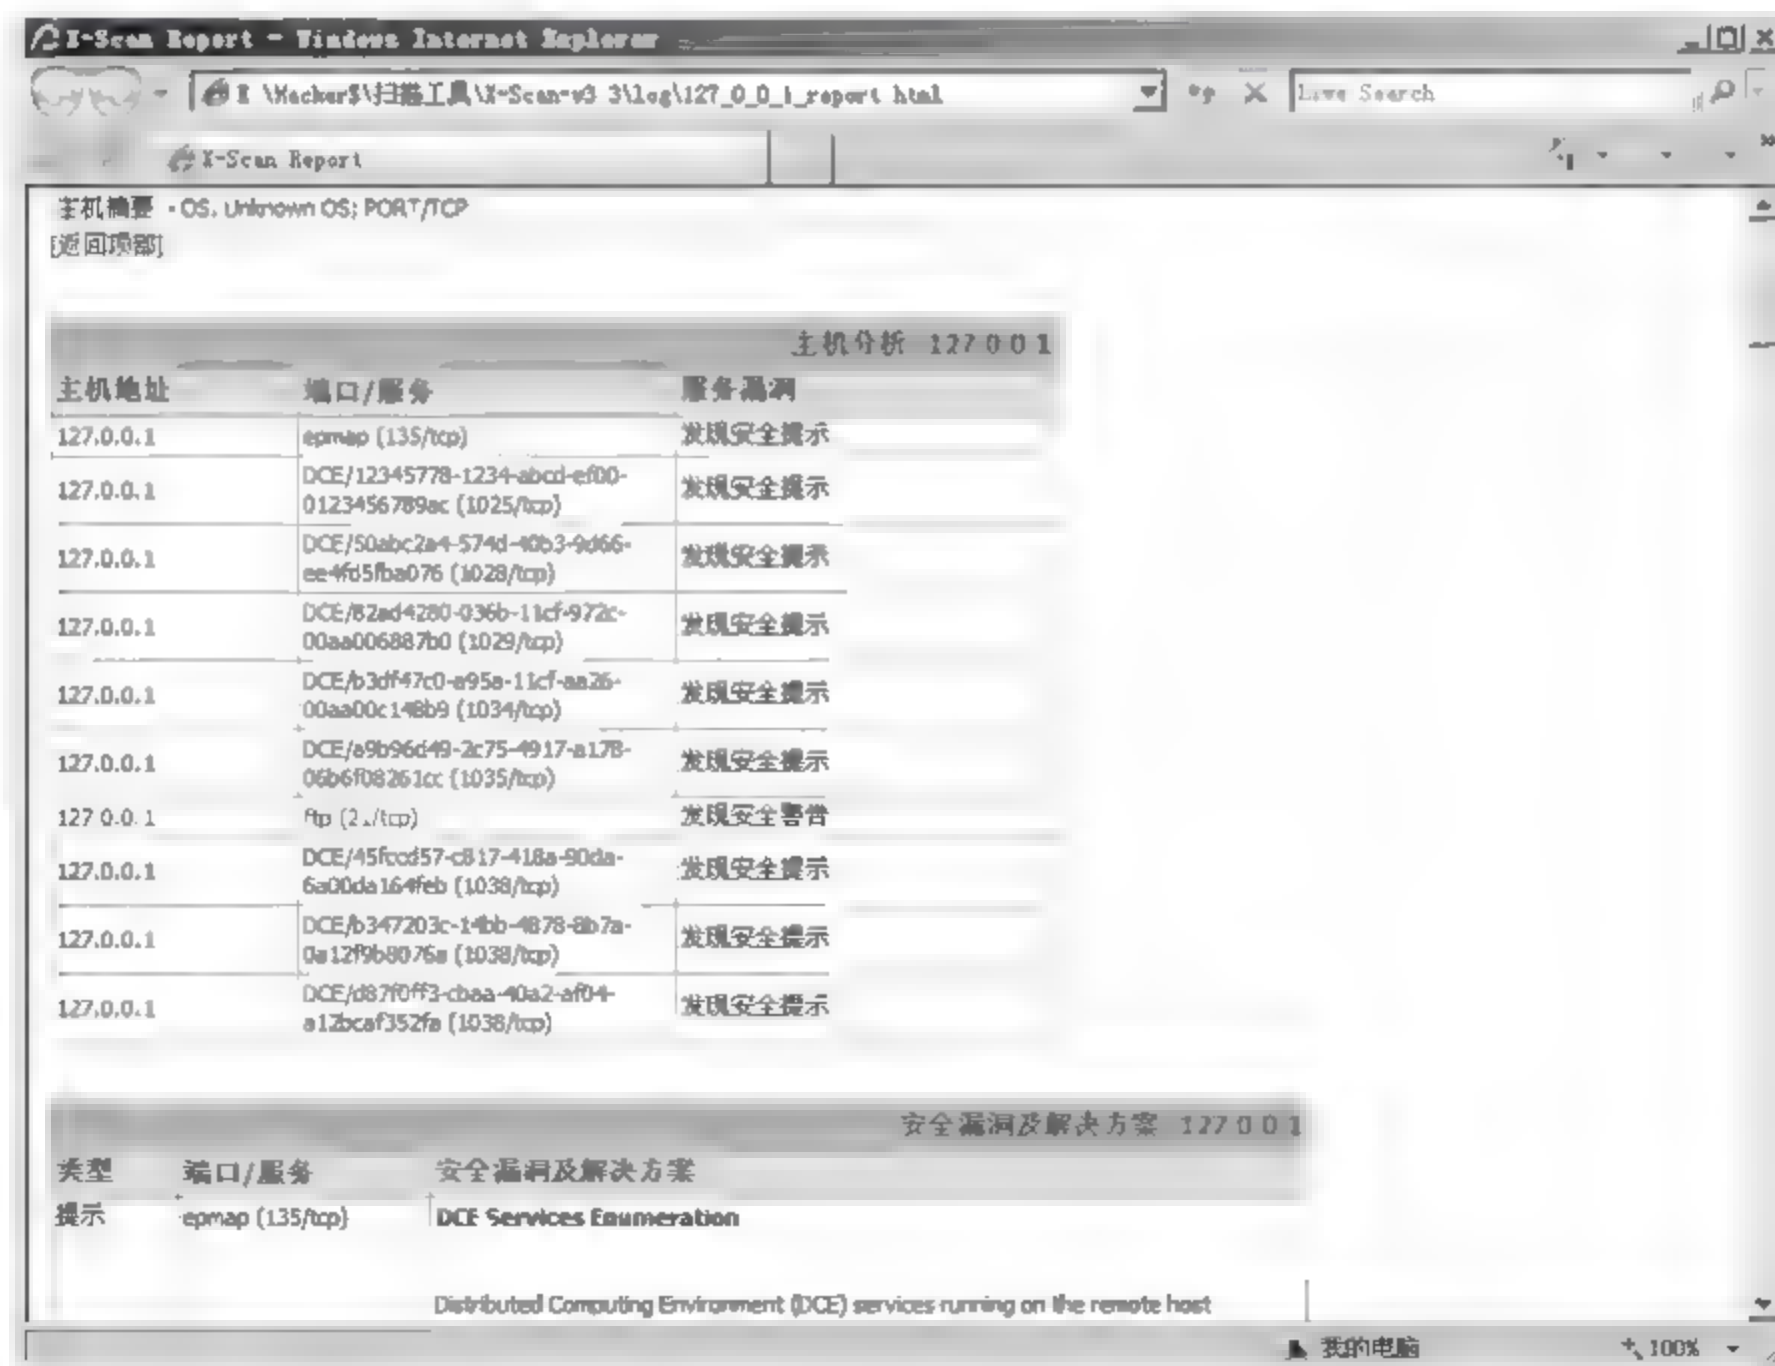 X-Scan Report - Windows Internet Explorer
X \Hacker$\扫描工具\X-Scan-v3 3\log\127_0_0_1_report html
Live Search
X-Scan Report
主机摘要 - OS. Unknown OS; PORT/TCP
[返回顶部]
主机分析 127 0 0 1
主机地址 端口/服务 服务漏洞
127.0.0.1 epmap (135/tcp) 发现安全提示
127.0.0.1 DCE/12345778-1234-abcd-ef00-
0123456789ac (1025/tcp) 发现安全提示
127.0.0.1 DCE/50abc2a4-574d-40b3-9d66-
ee4fd5fba076 (1028/tcp) 发现安全提示
127.0.0.1 DCE/82ad4280-036b-11cf-972c-
00aa006887b0 (1029/tcp) 发现安全提示
127.0.0.1 DCE/b3df47c0-a95a-11cf-aa26-
00aa00c148b9 (1034/tcp) 发现安全提示
127.0.0.1 DCE/a9b96d49-2c75-4917-a178-
06b6f08261cc (1035/tcp) 发现安全提示
127 0.0.1 ftp (21/tcp) 发现安全警告
127.0.0.1 DCE/45fccd57-c817-418a-90da-
6a00da164feb (1038/tcp) 发现安全提示
127.0.0.1 DCE/b347203c-14bb-4878-8b7a-
0a12f9b8076a (1038/tcp) 发现安全提示
127.0.0.1 DCE/d87f0ff3-cbaa-40a2-af04-
a12bcaf352fa (1038/tcp) 发现安全提示
安全漏洞及解决方案 127 0 0 1
类型 端口/服务 安全漏洞及解决方案
提示 epmap (135/tcp) DCE Services Enumeration
Distributed Computing Environment (DCE) services running on the remote host
我的电脑 100%